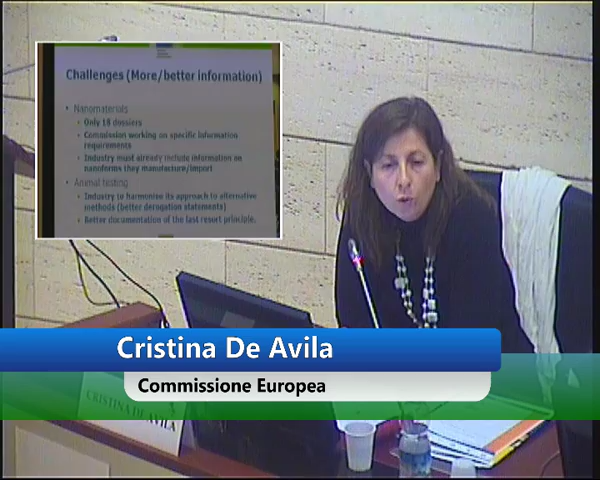 Challenges (More/better information)
• Nanomaterials
• Only 18 dossiers
• Commission working on specific information
requirements
• Industry must already include information on
nanoforms they manufacture/import
• Animal testing
• Industry to harmonise its approach to alternative
methods (better derogation statements)
• Better documentation of the last resort principle.
Cristina De Avila
Commissione Europea
CRISTINA DE AVILA